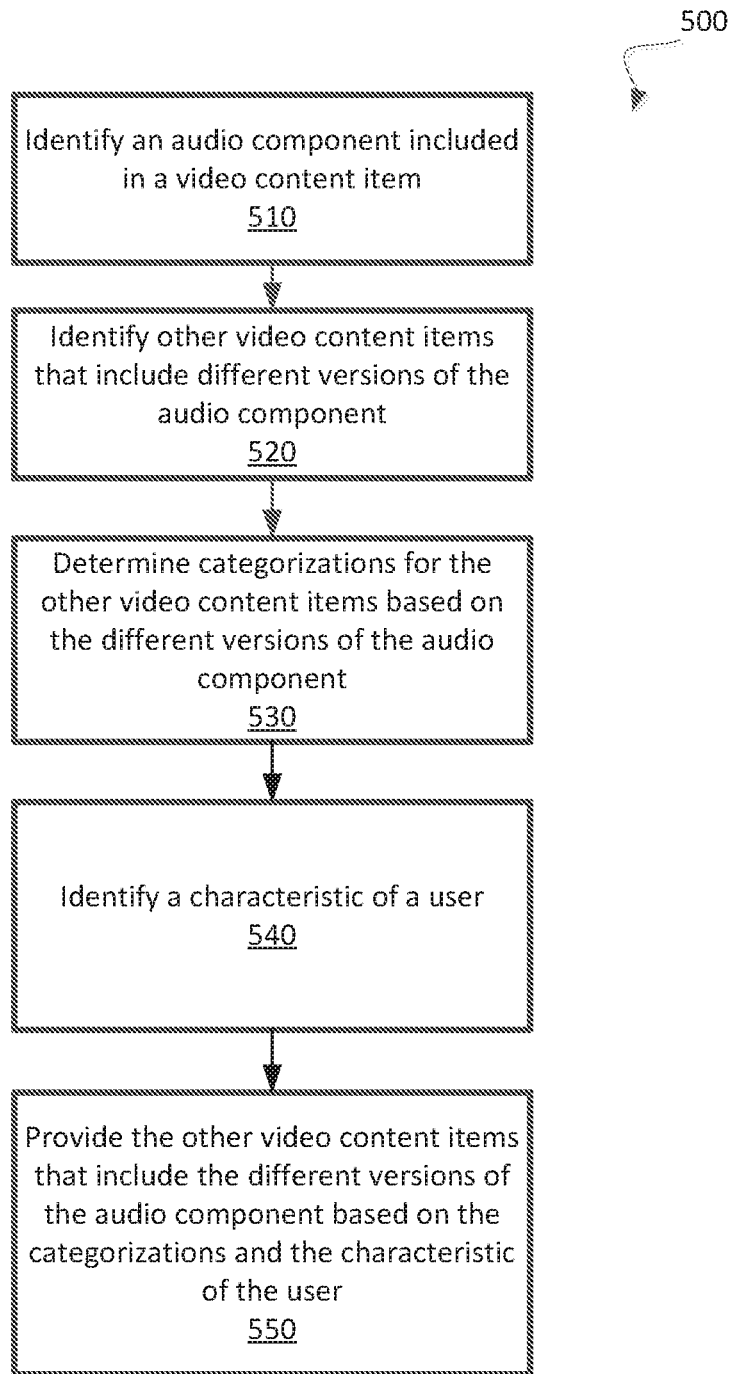 500
Identify an audio component included
in a video content item
510
Identify other video content items
that include different versions of the
audio component
520
Determine categorizations for the
other video content items based on
the different versions of the audio
component
530
Identify a characteristic of a user
540
Provide the other video content items
that include the different versions of
the audio component based on the
categorizations and the characteristic
of the user
550